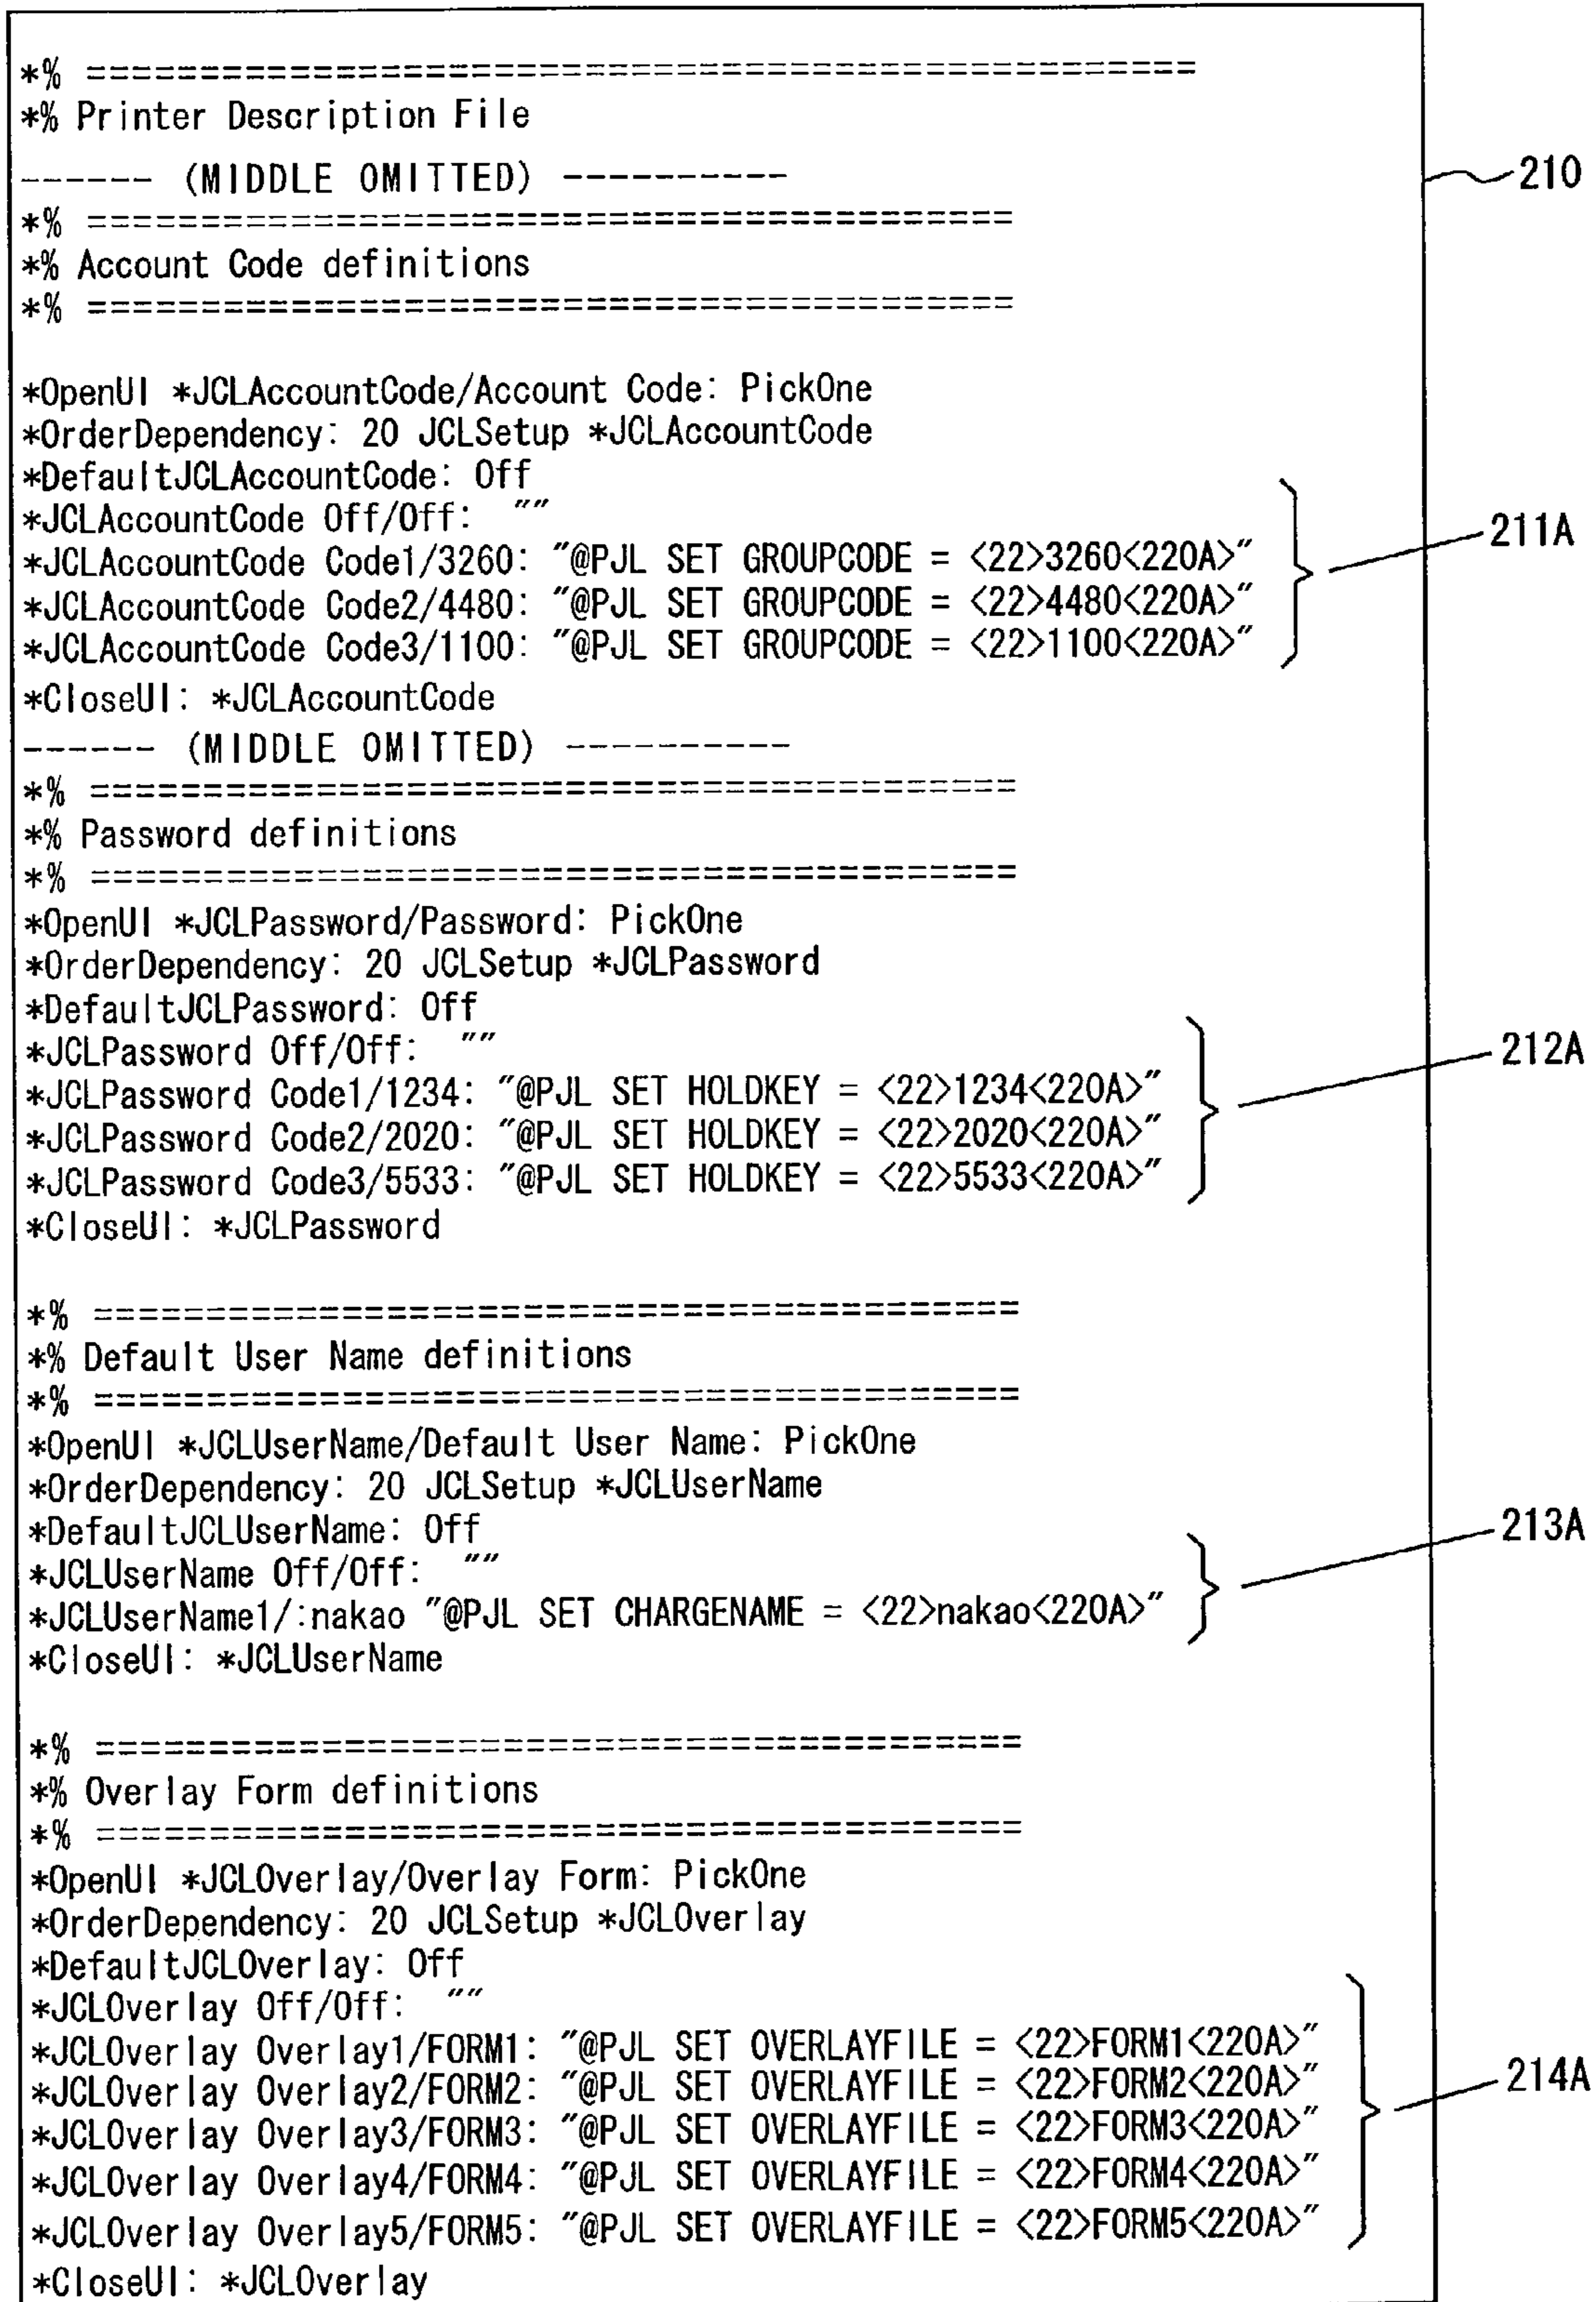 *% =================================================
*% Printer Description File
------ (MIDDLE OMITTED) ---------- 210
*% =========================================
*% Account Code definitions
*% =========================================
*OpenUI *JCLAccountCode/Account Code: PickOne
*OrderDependency: 20 JCLSetup *JCLAccountCode
*DefaultJCLAccountCode: Off
*JCLAccountCode Off/Off: ""
*JCLAccountCode Code1/3260: "@PJL SET GROUPCODE = <22>3260<220A>" 211A
*JCLAccountCode Code2/4480: "@PJL SET GROUPCODE = <22>4480<220A>"
*JCLAccountCode Code3/1100: "@PJL SET GROUPCODE = <22>1100<220A>"
*CloseUI: *JCLAccountCode
------ (MIDDLE OMITTED) ----------
*% =========================================
*% Password definitions
*% =========================================
*OpenUI *JCLPassword/Password: PickOne
*OrderDependency: 20 JCLSetup *JCLPassword
*DefaultJCLPassword: Off
*JCLPassword Off/Off: "" 212A
*JCLPassword Code1/1234: "@PJL SET HOLDKEY = <22>1234<220A>"
*JCLPassword Code2/2020: "@PJL SET HOLDKEY = <22>2020<220A>"
*JCLPassword Code3/5533: "@PJL SET HOLDKEY = <22>5533<220A>"
*CloseUI: *JCLPassword
*% =========================================
*% Default User Name definitions
*% =========================================
*OpenUI *JCLUserName/Default User Name: PickOne
*OrderDependency: 20 JCLSetup *JCLUserName
*DefaultJCLUserName: Off 213A
*JCLUserName Off/Off: ""
*JCLUserName1/:nakao "@PJL SET CHARGENAME = <22>nakao<220A>"
*CloseUI: *JCLUserName
*% =========================================
*% Overlay Form definitions
*% =========================================
*OpenUI *JCLOverlay/Overlay Form: PickOne
*OrderDependency: 20 JCLSetup *JCLOverlay
*DefaultJCLOverlay: Off
*JCLOverlay Off/Off: ""
*JCLOverlay Overlay1/FORM1: "@PJL SET OVERLAYFILE = <22>FORM1<220A>"
*JCLOverlay Overlay2/FORM2: "@PJL SET OVERLAYFILE = <22>FORM2<220A>" 214A
*JCLOverlay Overlay3/FORM3: "@PJL SET OVERLAYFILE = <22>FORM3<220A>"
*JCLOverlay Overlay4/FORM4: "@PJL SET OVERLAYFILE = <22>FORM4<220A>"
*JCLOverlay Overlay5/FORM5: "@PJL SET OVERLAYFILE = <22>FORM5<220A>"
*CloseUI: *JCLOverlay